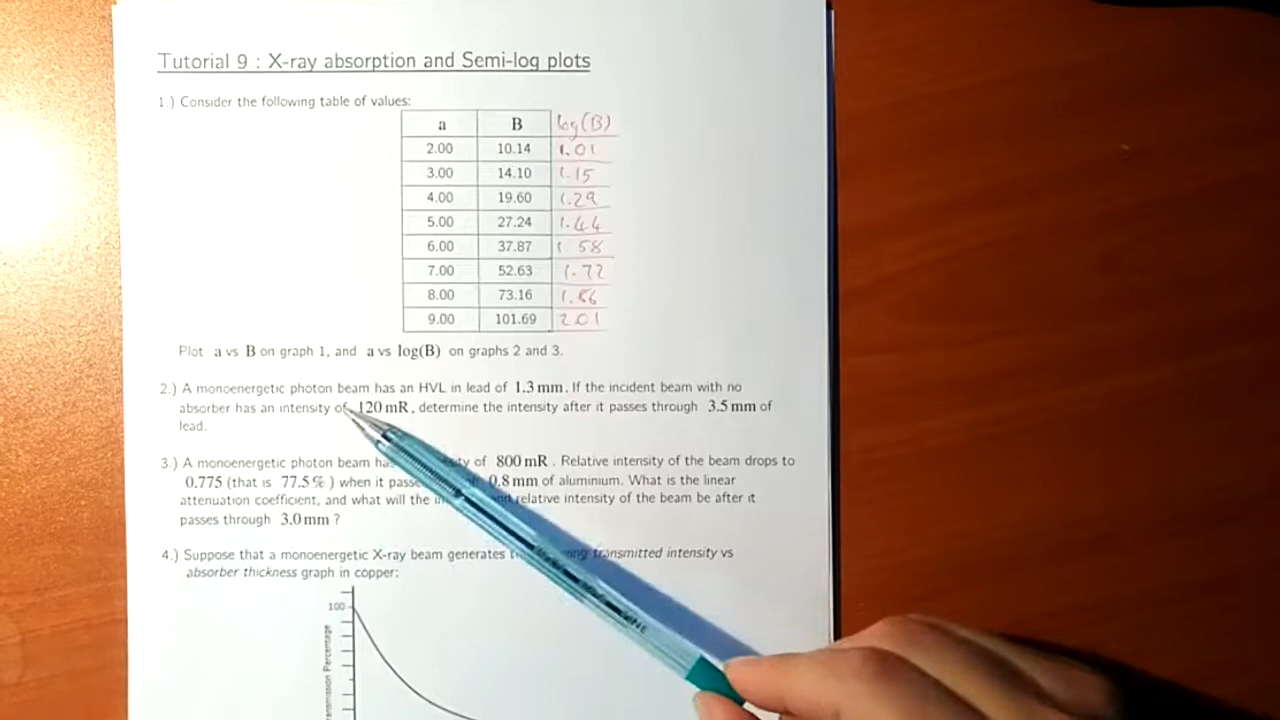 Tutorial 9 : X-ray absorption and Semi-log plots
1.) Consider the following table of values:
a B log(B)
2.00 10.14 1.01
3.00 14.10 1.15
4.00 19.60 1.29
5.00 27.24 1.44
6.00 37.87 1.58
7.00 52.63 1.72
8.00 73.16 1.86
9.00 101.69 2.01
Plot a vs B on graph 1, and a vs log(B) on graphs 2 and 3.
2.) A monoenergetic photon beam has an HVL in lead of 1.3 mm. If the incident beam with no
absorber has an intensity of 120 mR, determine the intensity after it passes through 3.5 mm of
lead.
3.) A monoenergetic photon beam of 800 mR. Relative intensity of the beam drops to
0.775 (that is 77.5 %) when it 0.8 mm of aluminium. What is the linear
attenuation coefficient, and what will the relative intensity of the beam be after it
passes through 3.0 mm ?
4.) Suppose that a monoenergetic X-ray beam generates transmitted intensity vs
absorber thickness graph in copper:
100
Percentage